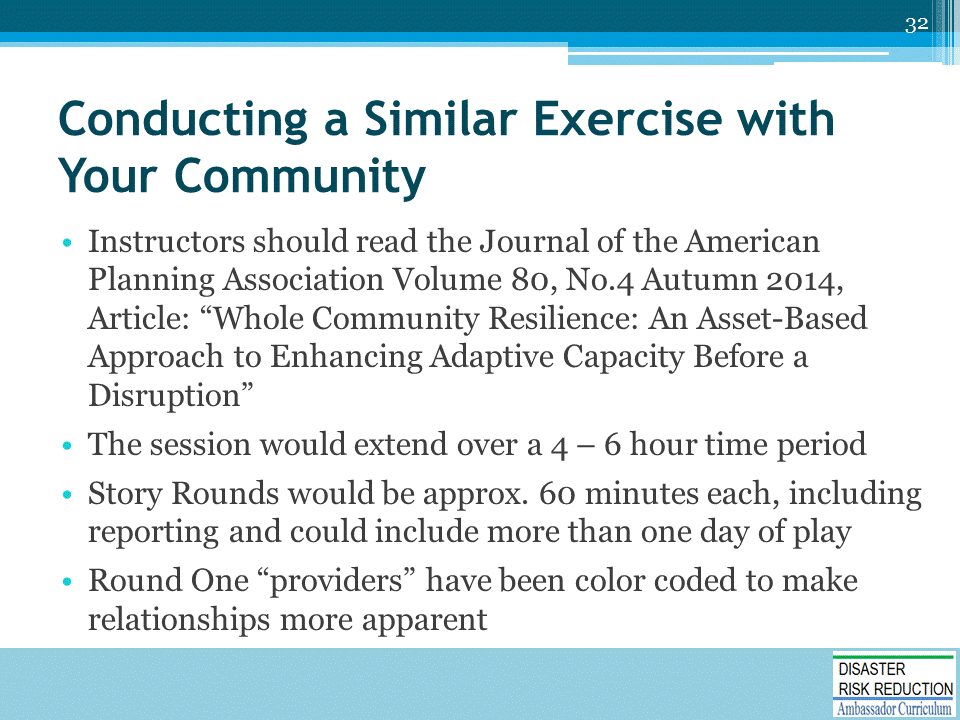 32
Conducting a Similar Exercise with
Your Community
• Instructors should read the Journal of the American
Planning Association Volume 80, No.4 Autumn 2014,
Article: “Whole Community Resilience: An Asset-Based
Approach to Enhancing Adaptive Capacity Before a
Disruption”
• The session would extend over a 4 – 6 hour time period
• Story Rounds would be approx. 60 minutes each, including
reporting and could include more than one day of play
• Round One “providers” have been color coded to make
relationships more apparent
DISASTER
RISK REDUCTION
Ambassador Curriculum